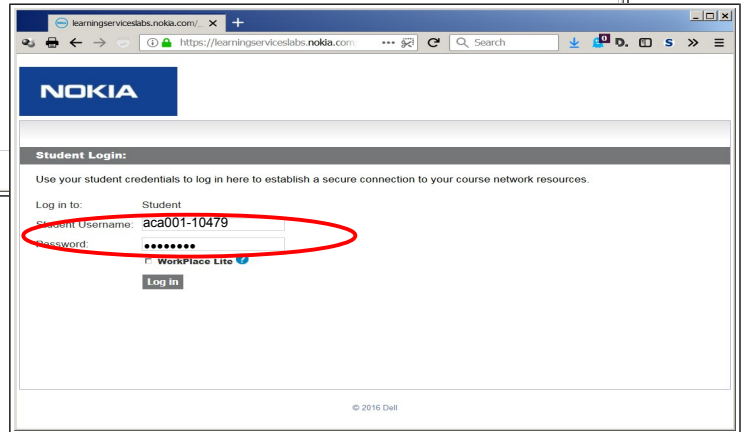 learningserviceslabs.nokia.com/_
https://learningserviceslabs.nokia.com
Search
0
D.
S
NOKIA
Student Login:
Use your student credentials to log in here to establish a secure connection to your course network resources.
Log in to: Student
Student Username: aca001-10479
Password: ••••••••
WorkPlace Lite ?
Log in
© 2016 Dell